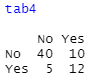 tab4
No Yes
No 40 10
Yes 5 12